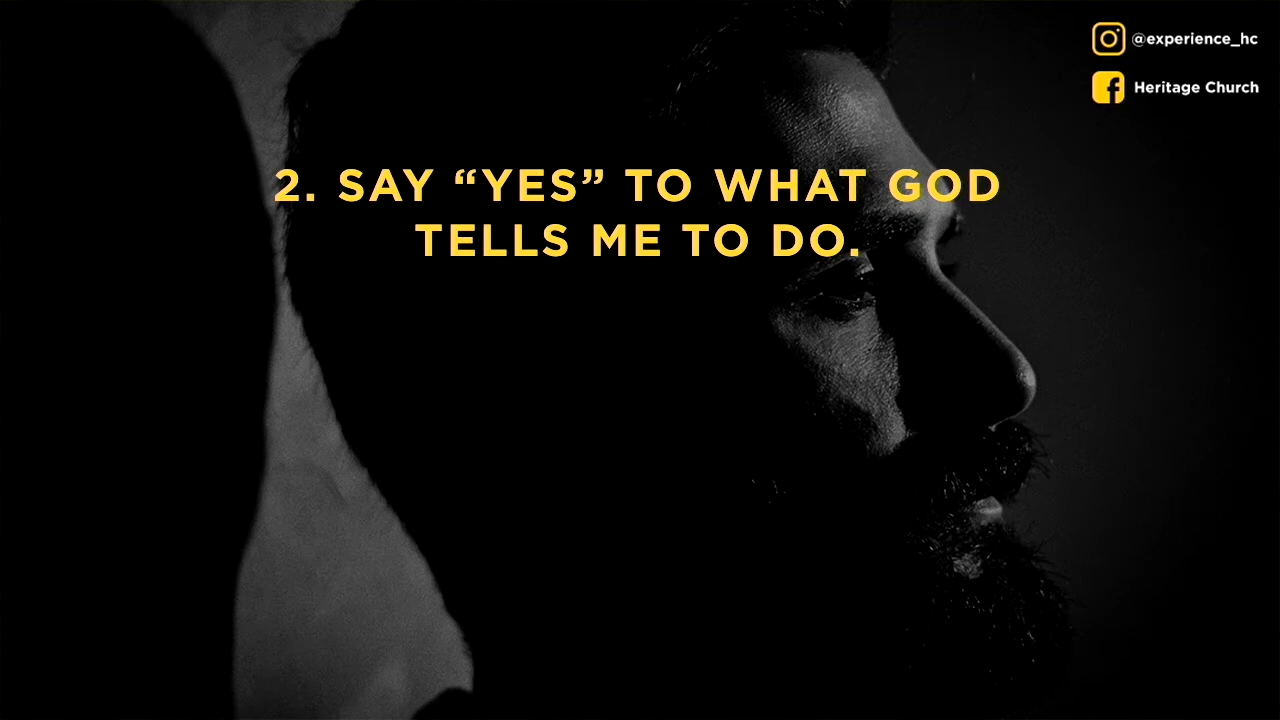 @experience_hc
Heritage Church
2. SAY “YES” TO WHAT GOD
TELLS ME TO DO.